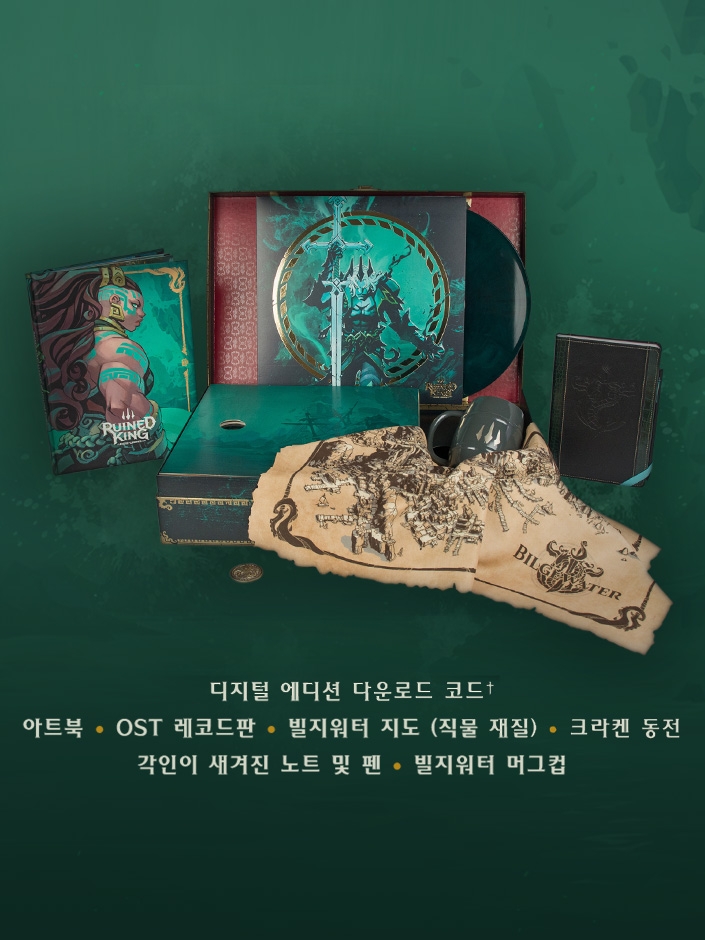 RUINED
KING
BILGEWATER
디지털 에디션 다운로드 코드†
아트북 • OST 레코드판 • 빌지워터 지도 (직물 재질) • 크라켄 동전
각인이 새겨진 노트 및 펜 • 빌지워터 머그컵